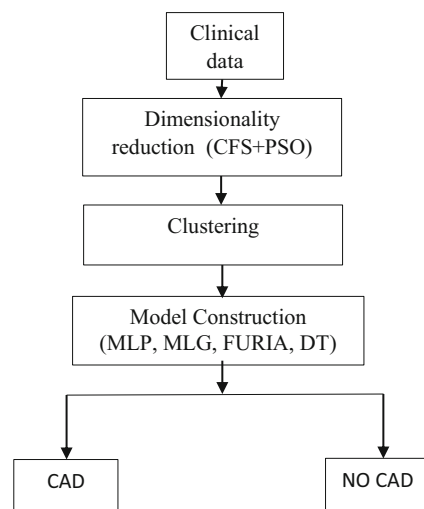 Clinical
data
Dimensionality
reduction (CFS+PSO)
Clustering
Model Construction
(MLP, MLG, FURIA, DT)
CAD
NO CAD